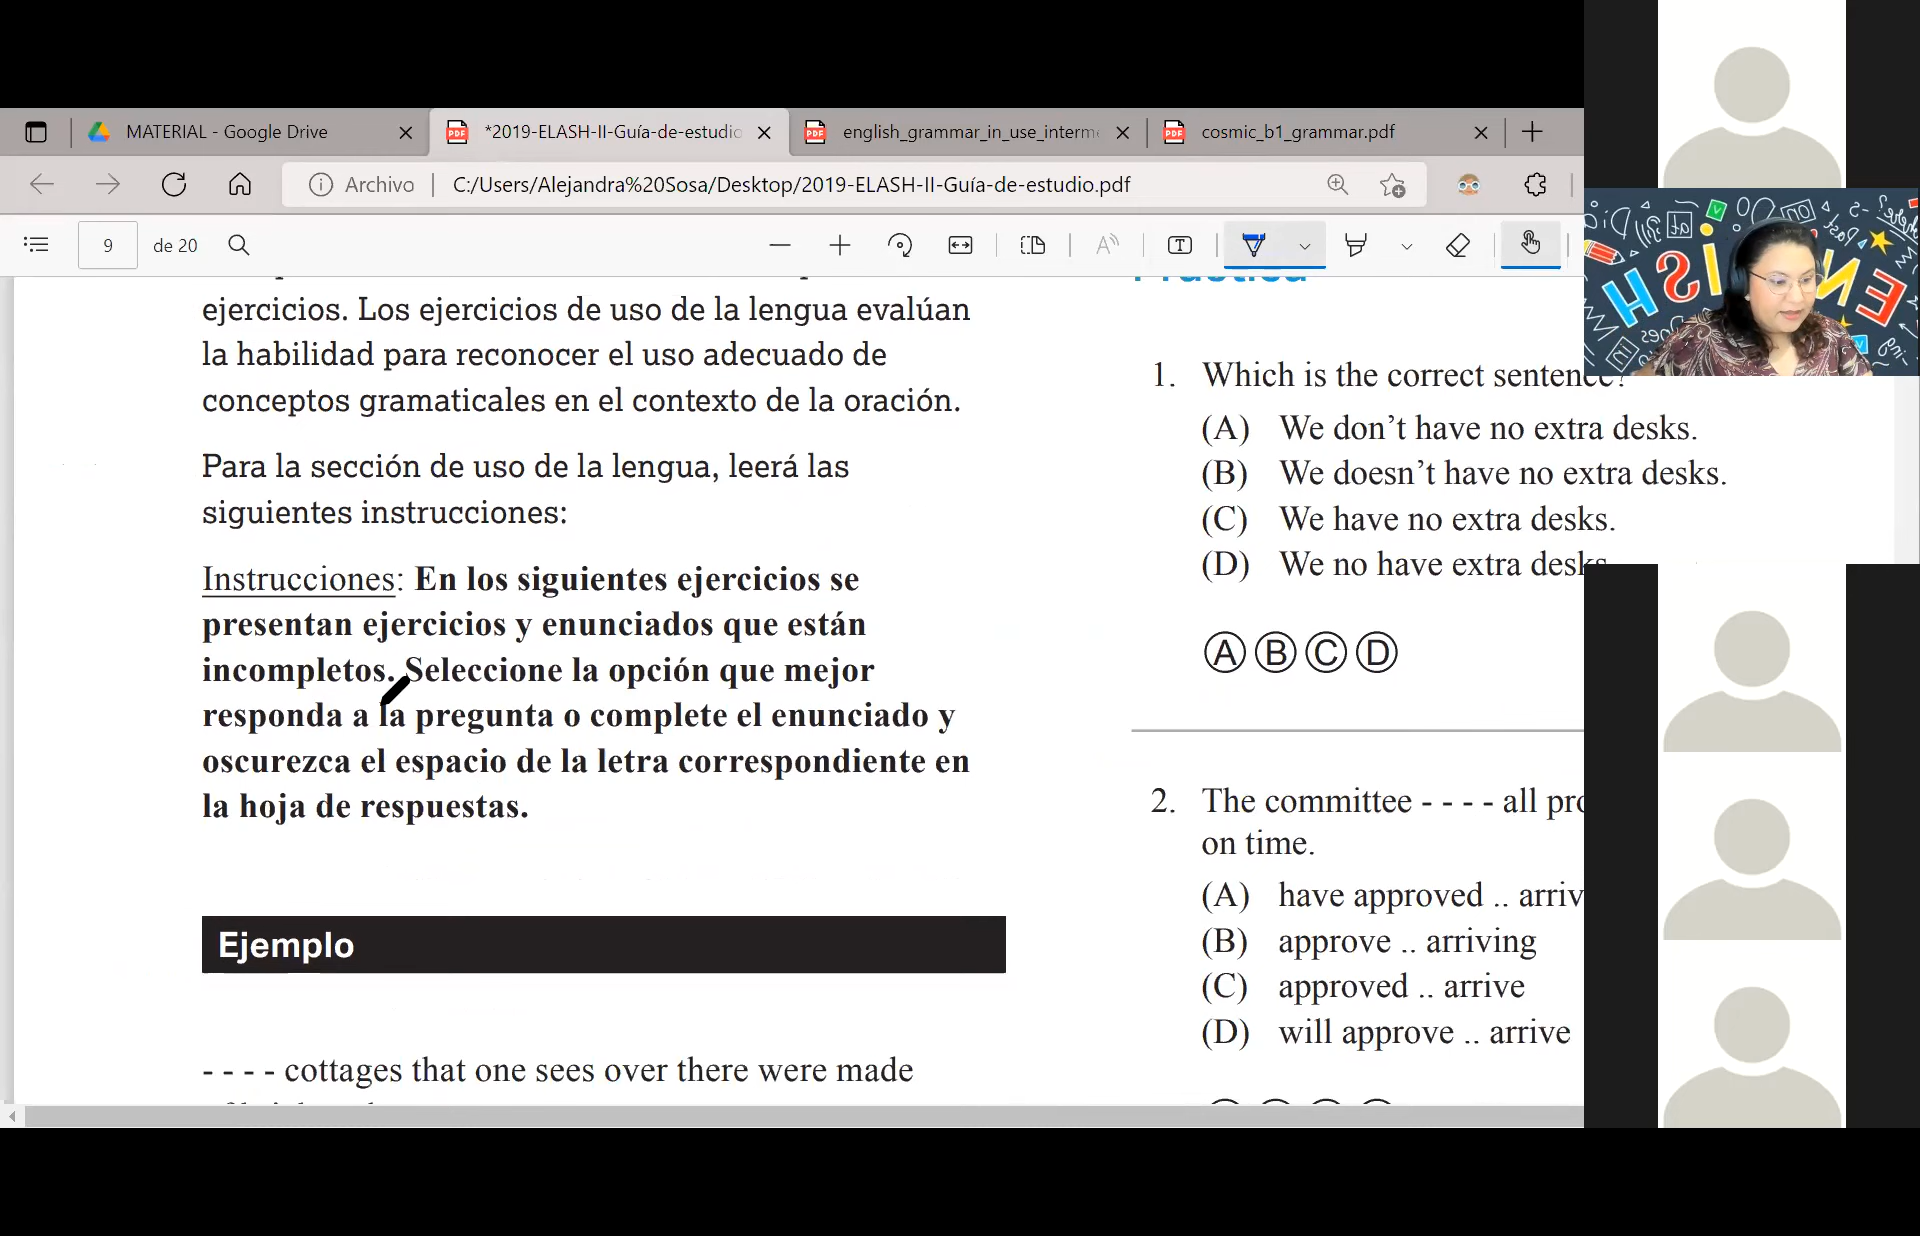 MATERIAL - Google Drive
*2019-ELASH-II-Guía-de-estudio
english_grammar_in_use_interme
cosmic_b1_grammar.pdf
Archivo
C:/Users/Alejandra%20Sosa/Desktop/2019-ELASH-II-Guía-de-estudio.pdf
9
de 20
ejercicios. Los ejercicios de uso de la lengua evalúan
la habilidad para reconocer el uso adecuado de
conceptos gramaticales en el contexto de la oración.
Para la sección de uso de la lengua, leerá las
siguientes instrucciones:
Instrucciones: En los siguientes ejercicios se
presentan ejercicios y enunciados que están
incompletos. Seleccione la opción que mejor
responda a la pregunta o complete el enunciado y
oscurezca el espacio de la letra correspondiente en
la hoja de respuestas.
Ejemplo
- - - - cottages that one sees over there were made
Práctica
1. Which is the correct sentence?
(A) We don't have no extra desks.
(B) We doesn't have no extra desks.
(C) We have no extra desks.
(D) We no have extra desks
A B C D
2. The committee - - - - all pro
on time.
(A) have approved .. arriv
(B) approve .. arriving
(C) approved .. arrive
(D) will approve .. arrive
ENGLISH